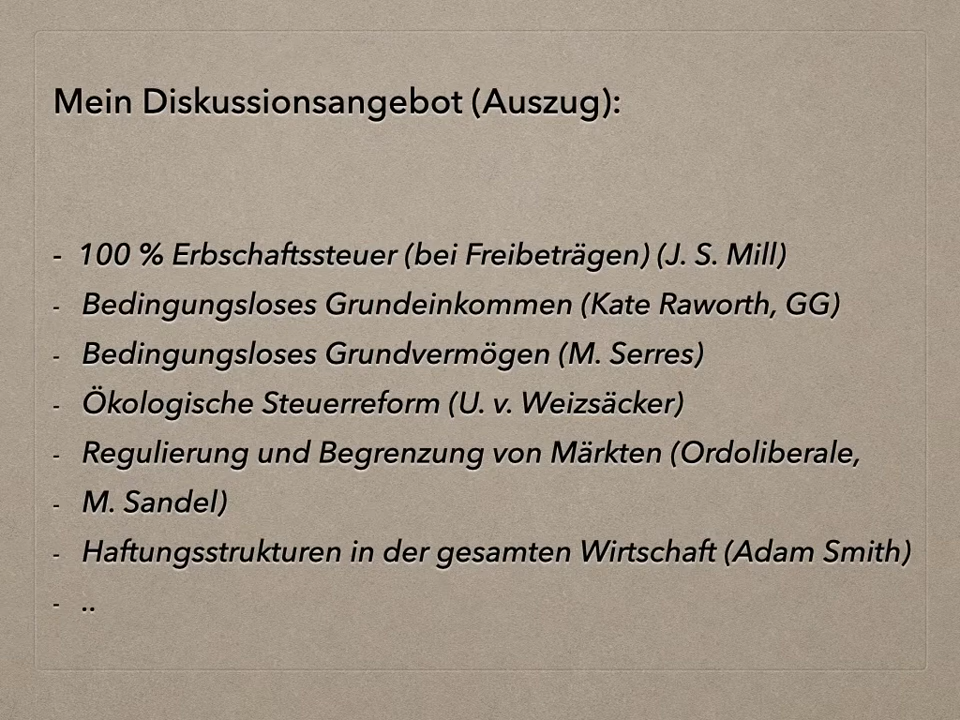 Mein Diskussionsangebot (Auszug):
- 100 % Erbschaftssteuer (bei Freibeträgen) (J. S. Mill)
- Bedingungsloses Grundeinkommen (Kate Raworth, GG)
- Bedingungsloses Grundvermögen (M. Serres)
- Ökologische Steuerreform (U. v. Weizsäcker)
- Regulierung und Begrenzung von Märkten (Ordoliberale,
- M. Sandel)
- Haftungsstrukturen in der gesamten Wirtschaft (Adam Smith)
- ..